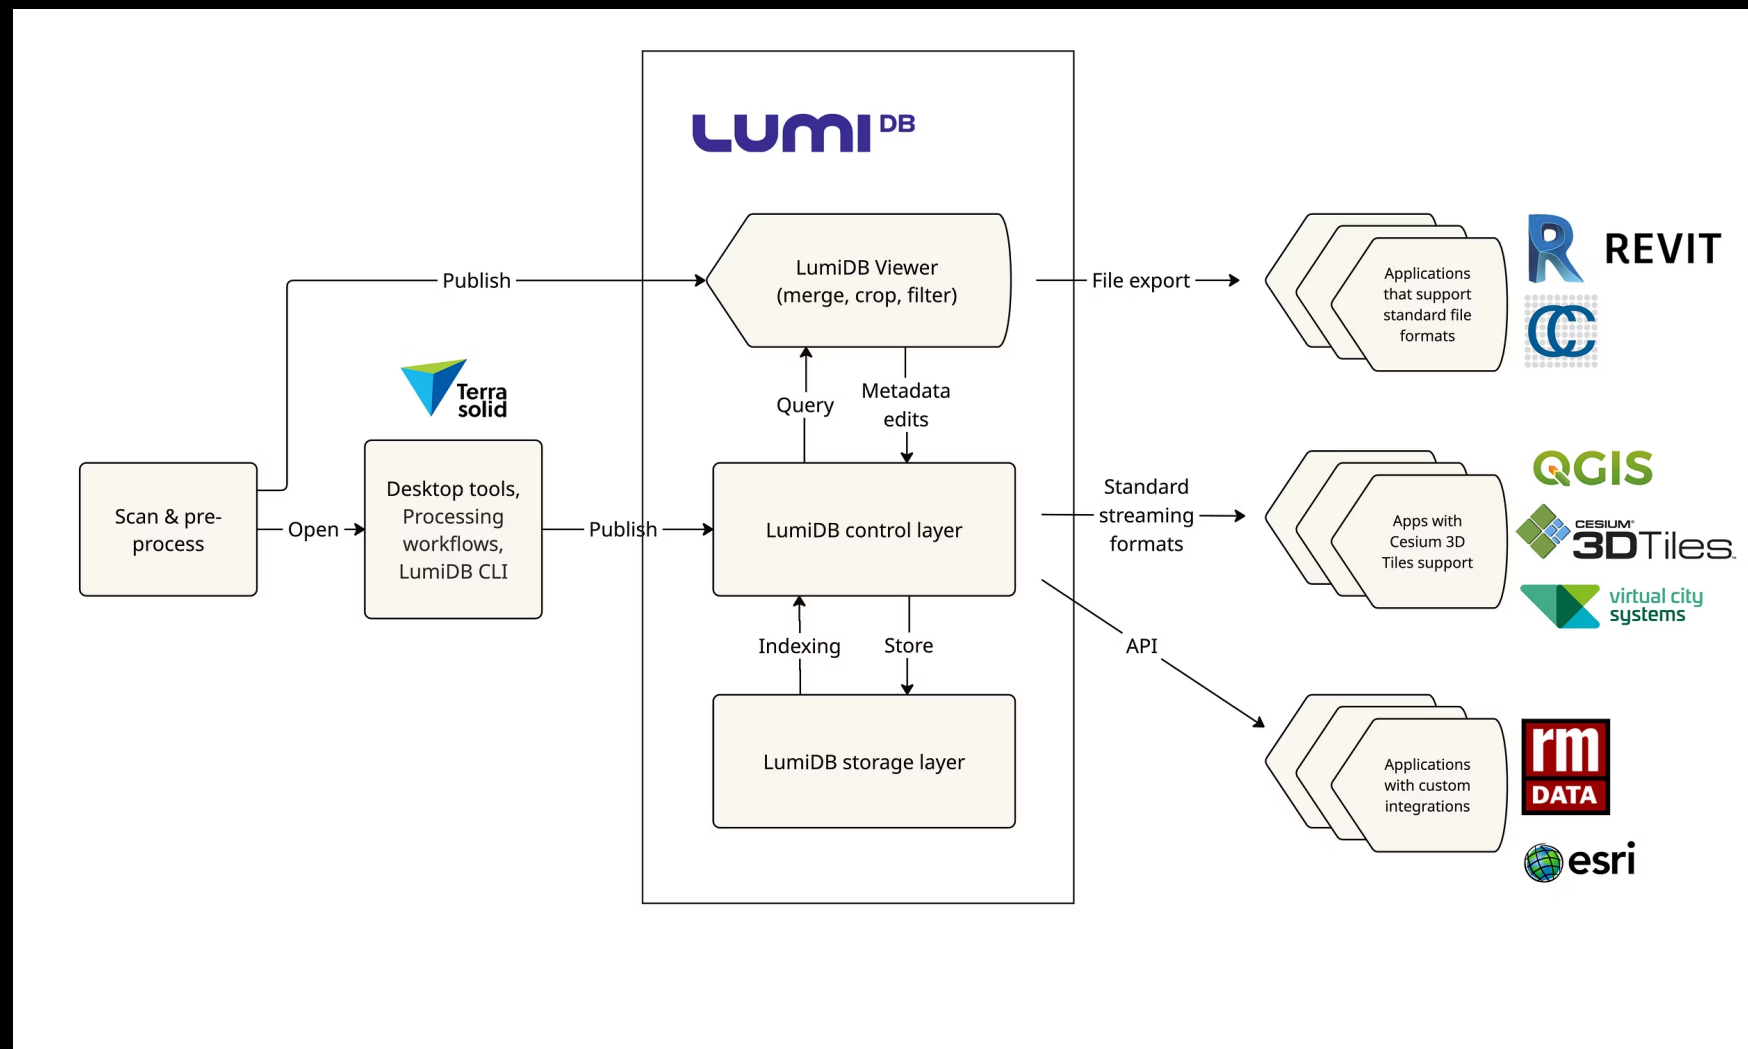 LUMI DB
LumiDB Viewer
(merge, crop, filter)
Publish
File export
Applications
that support
standard file
formats
R
REVIT
CC
Terra
solid
Query
Metadata
edits
Scan & pre-
process
Open
Desktop tools,
Processing
workflows,
LumiDB CLI
Publish
LumiDB control layer
Standard
streaming
formats
Apps with
Cesium 3D
Tiles support
QGIS
CESIUM®
3DTiles™
virtual city
systems
Indexing
Store
API
LumiDB storage layer
Applications
with custom
integrations
rm
DATA
esri